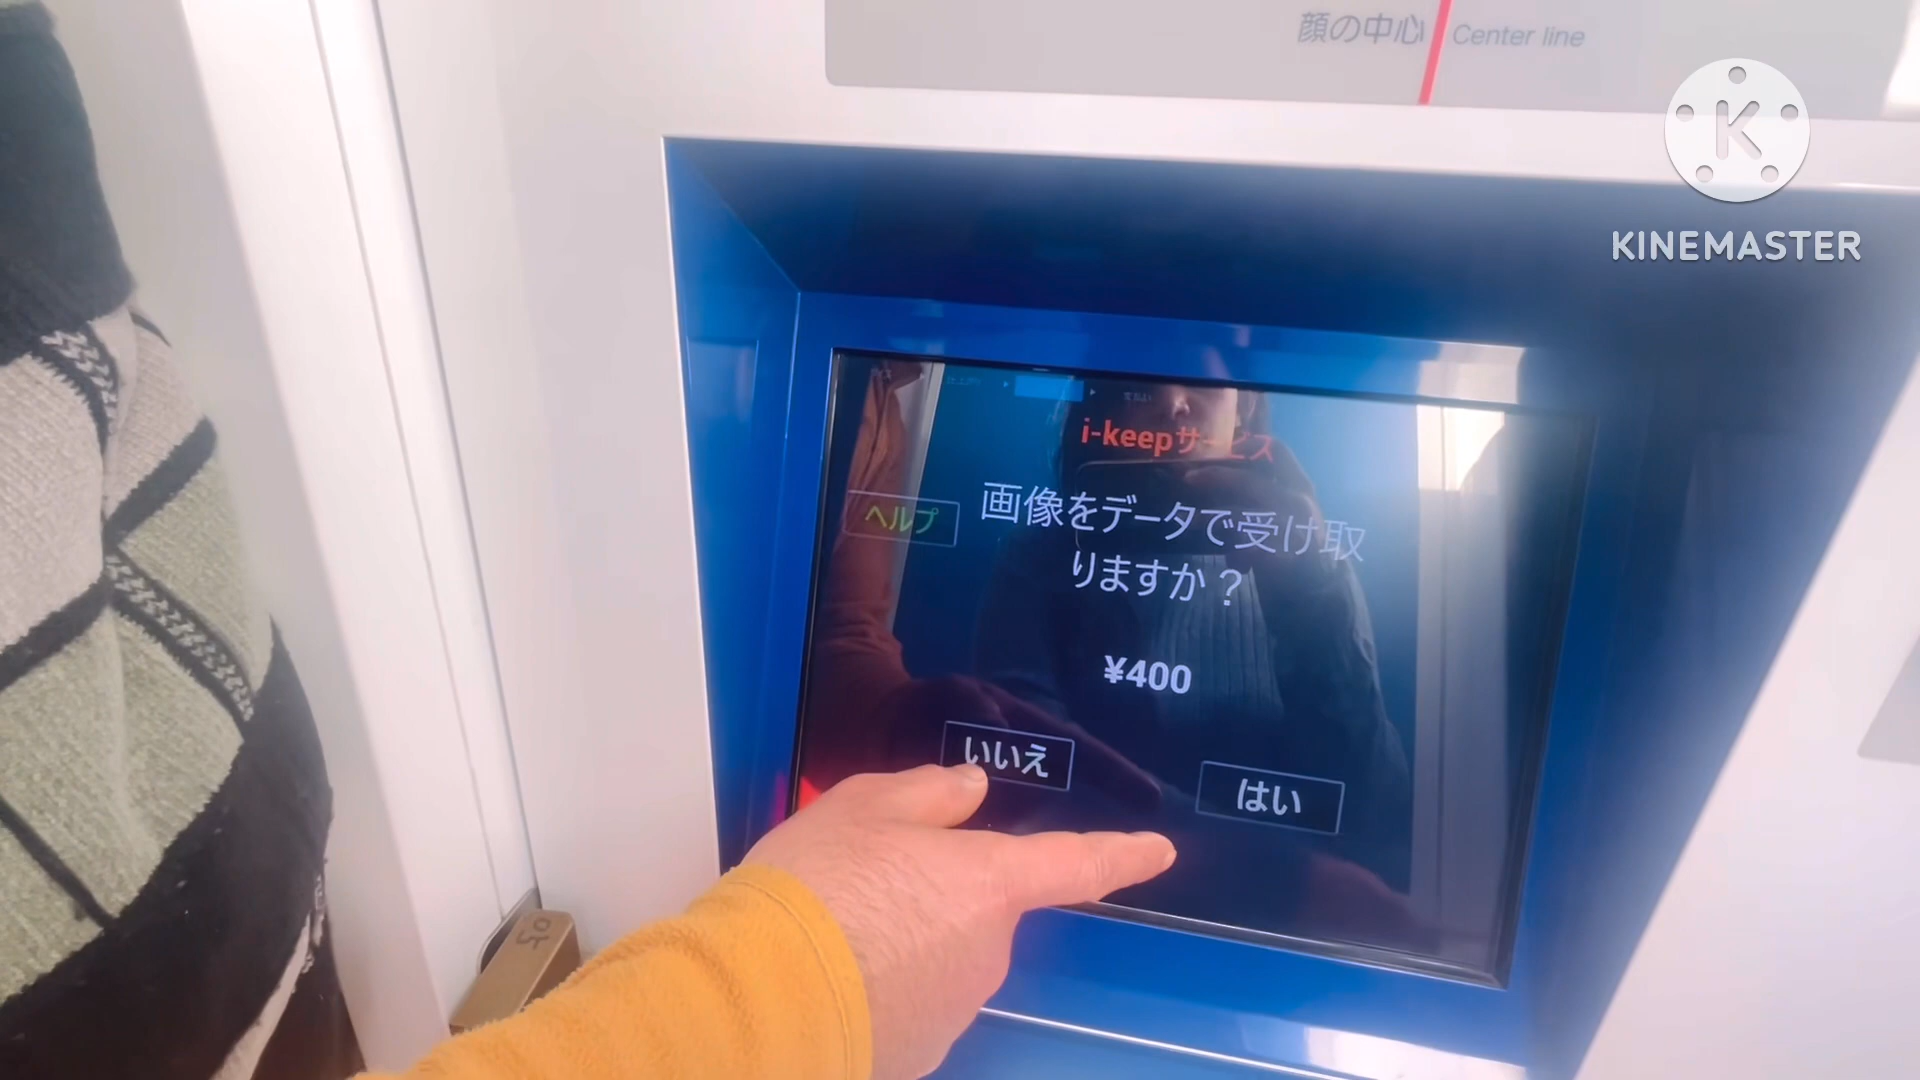 顔の中心 Center line
KINEMASTER
i-keepサービス
ヘルプ
画像をデータで受け取
りますか？
¥400
いいえ
はい